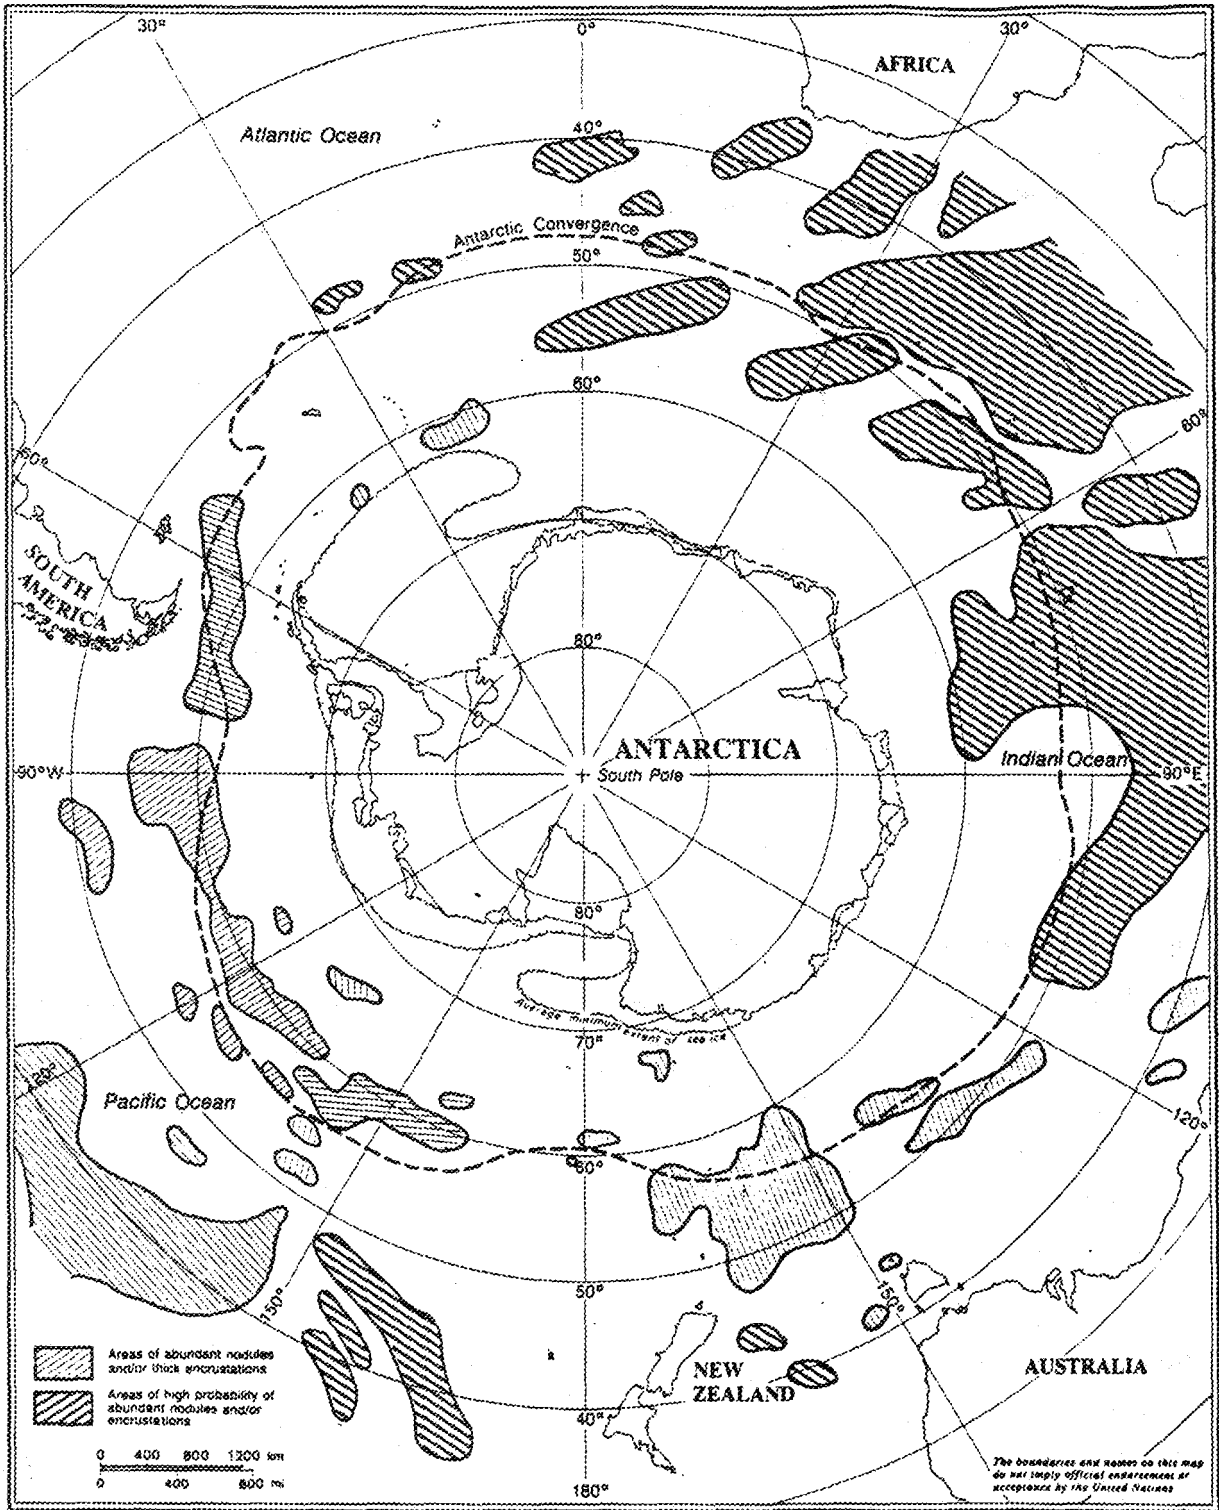 30°
0°
30°
AFRICA
Atlantic Ocean
40°
Antarctic Convergence
50°
60°
60°
60°
SOUTH
AMERICA
80°
ANTARCTICA
South Pole
Indian Ocean
90°W
90°E
80°
Average minimum extent of sea ice
70°
120°
Pacific Ocean
120°
60°
50°
150°
150°
NEW
ZEALAND
AUSTRALIA
40°
180°
Areas of abundant nodules
and/or thick encrustations
Areas of high probability of
abundant nodules and/or
encrustations
0 400 800 1200 km
0 400 800 mi
The boundaries and names on this map
do not imply official endorsement or
acceptance by the United Nations